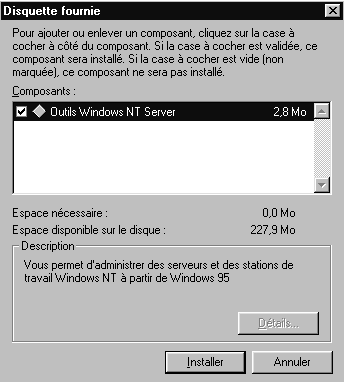 Disquette fournie
Pour ajouter ou enlever un composant, cliquez sur la case à
cocher à côté du composant. Si la case à cocher est validée, ce
composant sera installé. Si la case à cocher est vide (non
marquée), ce composant ne sera pas installé.
Composants :
Outils Windows NT Server 2,8 Mo
Espace nécessaire : 0,0 Mo
Espace disponible sur le disque : 227,9 Mo
Description
Vous permet d'administrer des serveurs et des stations de
travail Windows NT à partir de Windows 95
Détails...
Installer Annuler